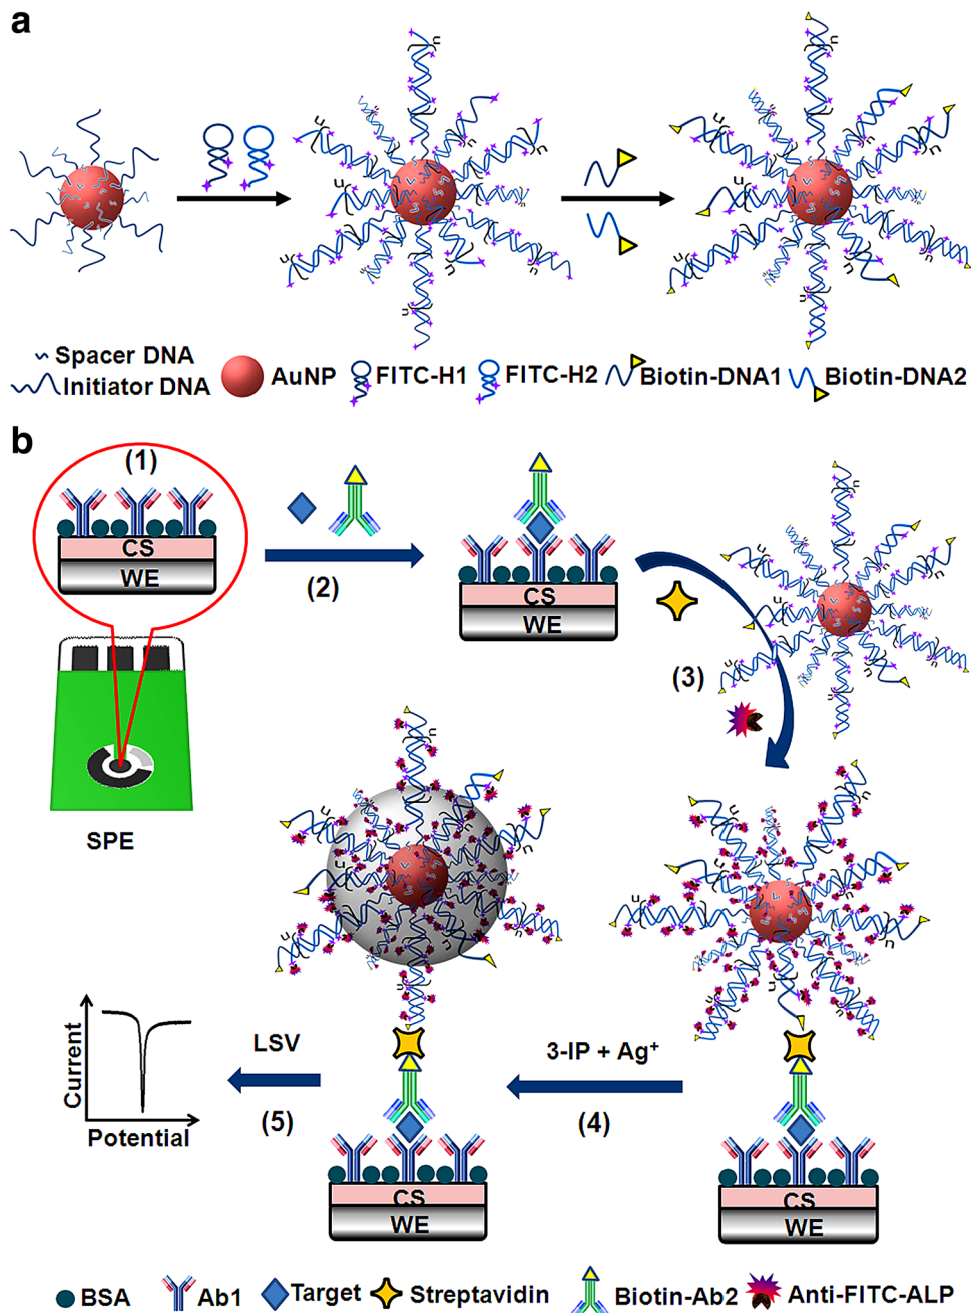 a
n
n
n
n
n
n
n
n
n
n
n
n
Spacer DNA
Initiator DNA
AuNP
FITC-H1
FITC-H2
Biotin-DNA1
Biotin-DNA2
b
(1)
CS
WE
(2)
CS
WE
(3)
n
n
n
n
n
n
SPE
n
n
n
n
n
n
n
n
n
n
Current
Potential
LSV
(5)
3-IP + Ag⁺
(4)
CS
WE
CS
WE
BSA
Ab1
Target
Streptavidin
Biotin-Ab2
Anti-FITC-ALP